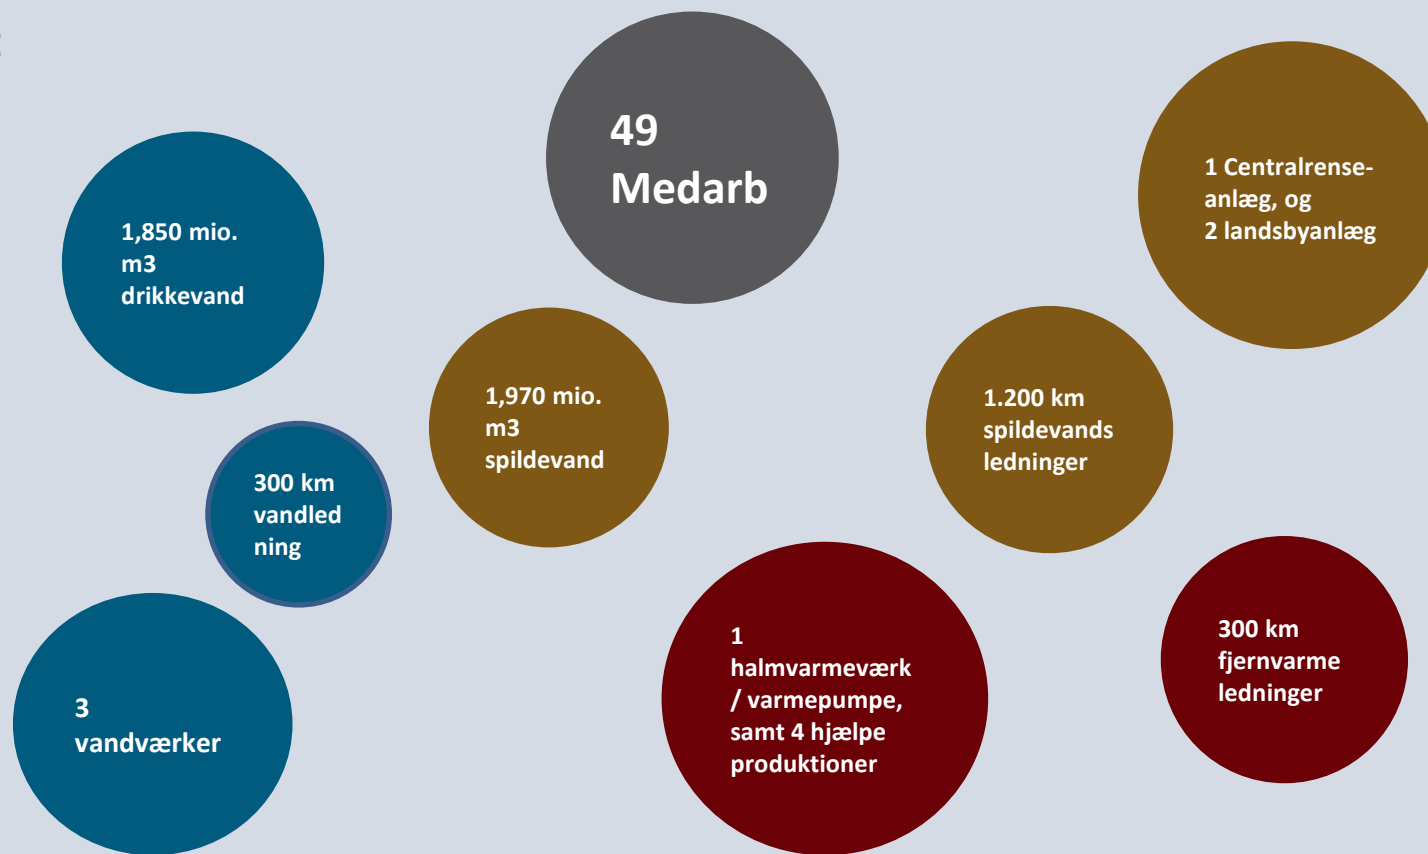 49
Medarb
1 Centralrense-
anlæg, og
2 landsbyanlæg
1,850 mio.
m3
drikkevand
1,970 mio.
m3
spildevand
1.200 km
spildevands
ledninger
300 km
vandled
ning
1
halmvarmeværk
/ varmepumpe,
samt 4 hjælpe
produktioner
300 km
fjernvarme
ledninger
3
vandværker